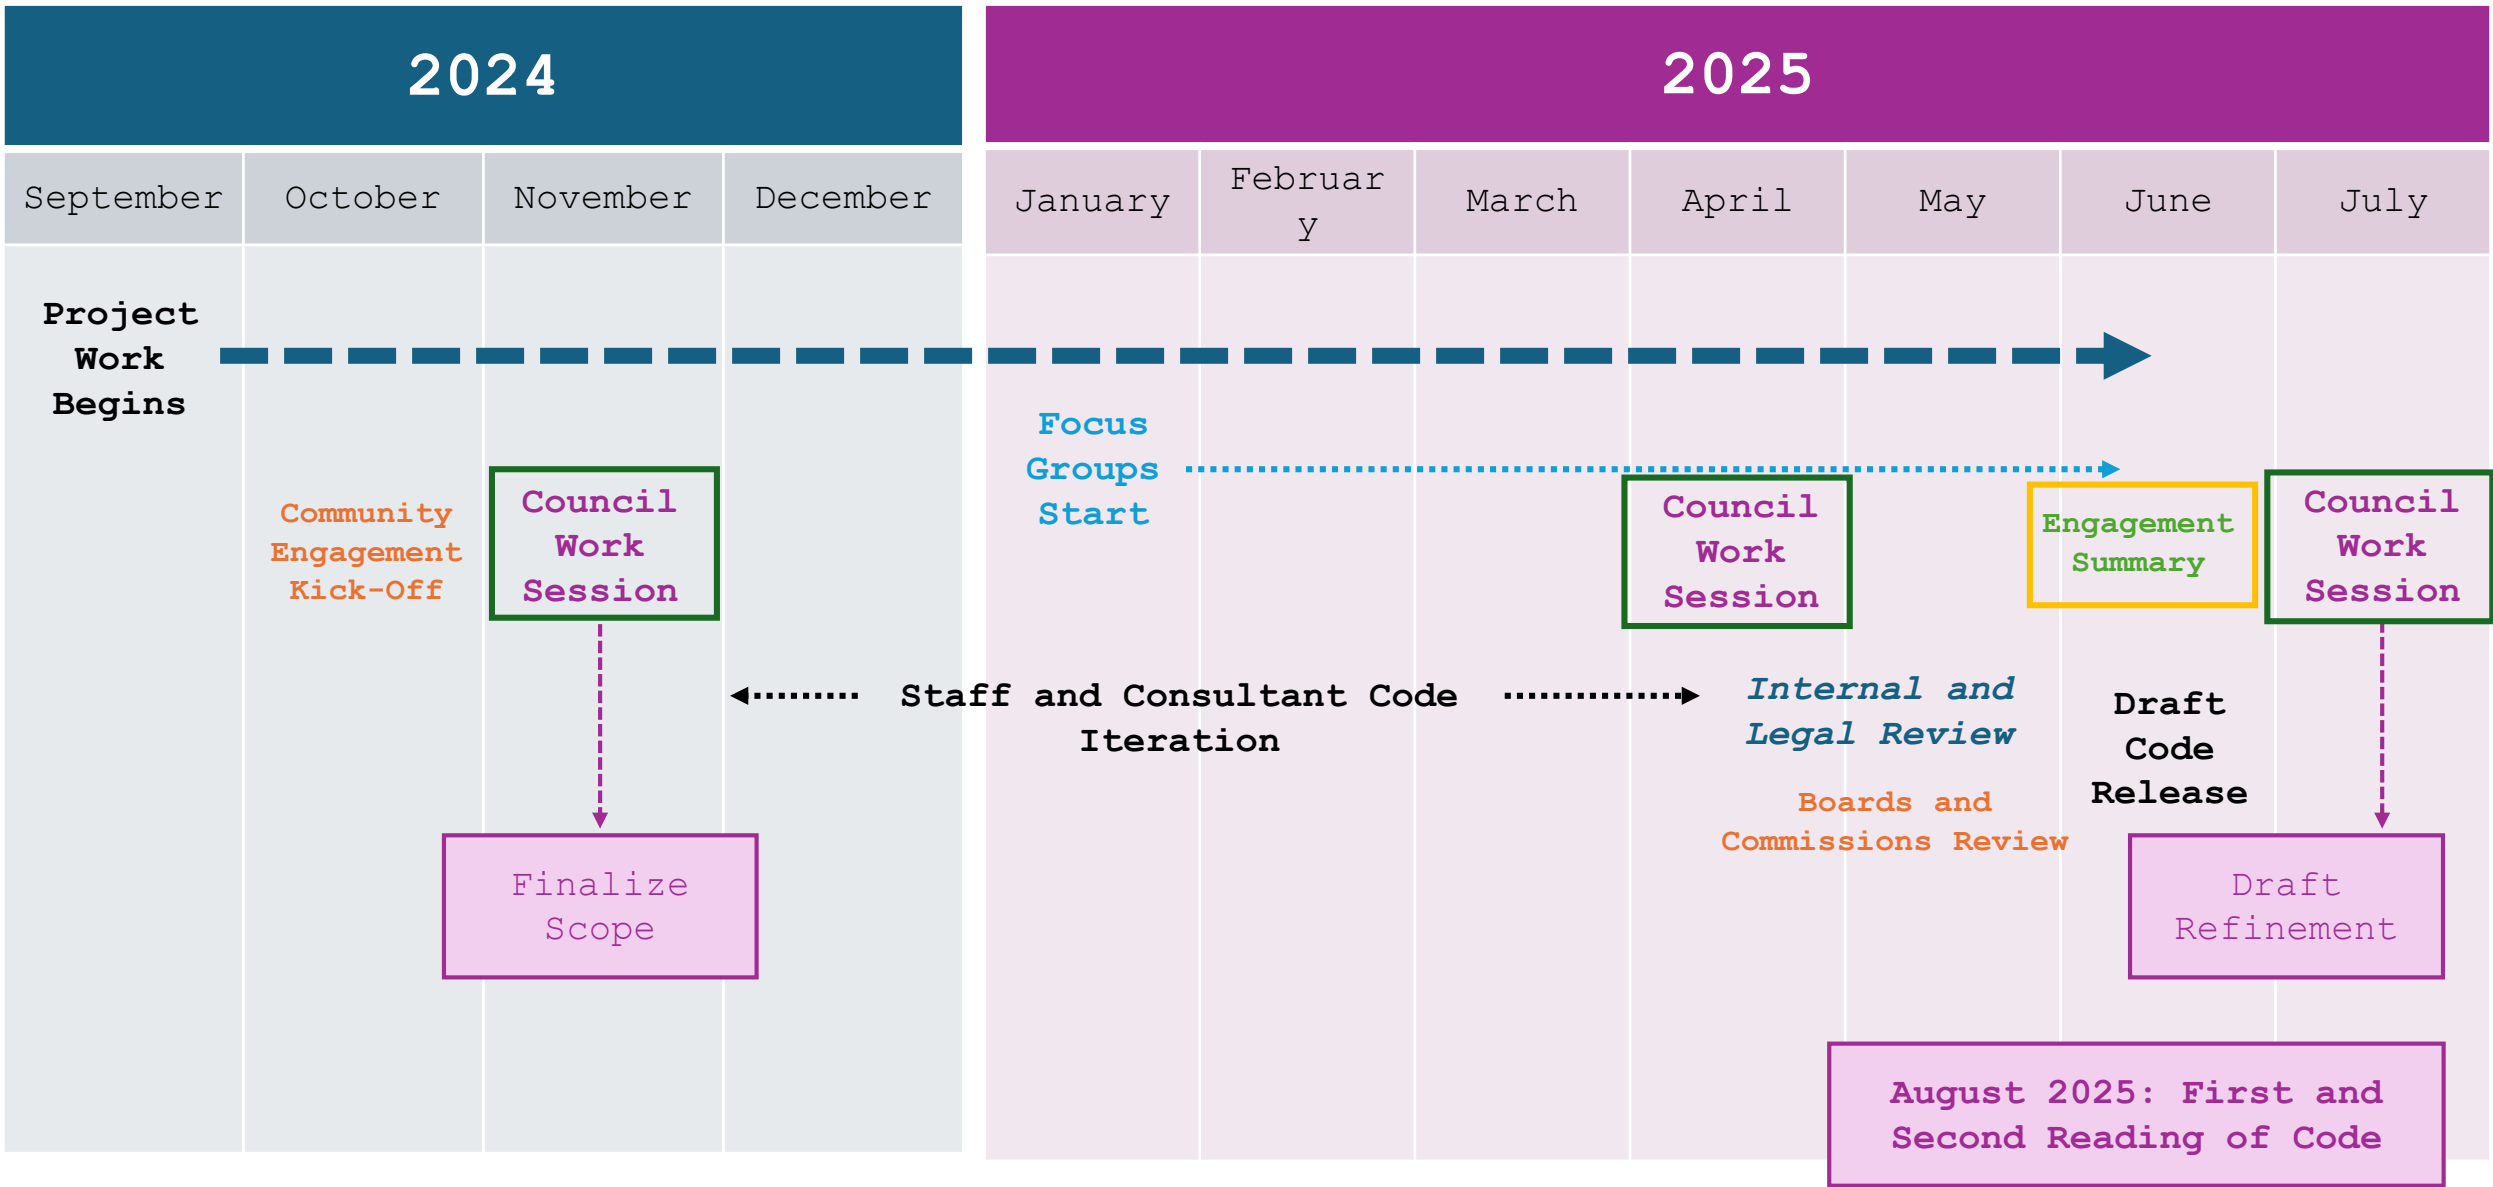 2024
2025
September
October
November
December
January
Februar
y
March
April
May
June
July
Project
Work
Begins
Focus
Groups
Start
Community
Engagement
Kick-Off
Council
Work
Session
Council
Work
Session
Engagement
Summary
Council
Work
Session
Staff and Consultant Code
Iteration
Internal and
Legal Review
Boards and
Commissions Review
Draft
Code
Release
Finalize
Scope
Draft
Refinement
August 2025: First and
Second Reading of Code